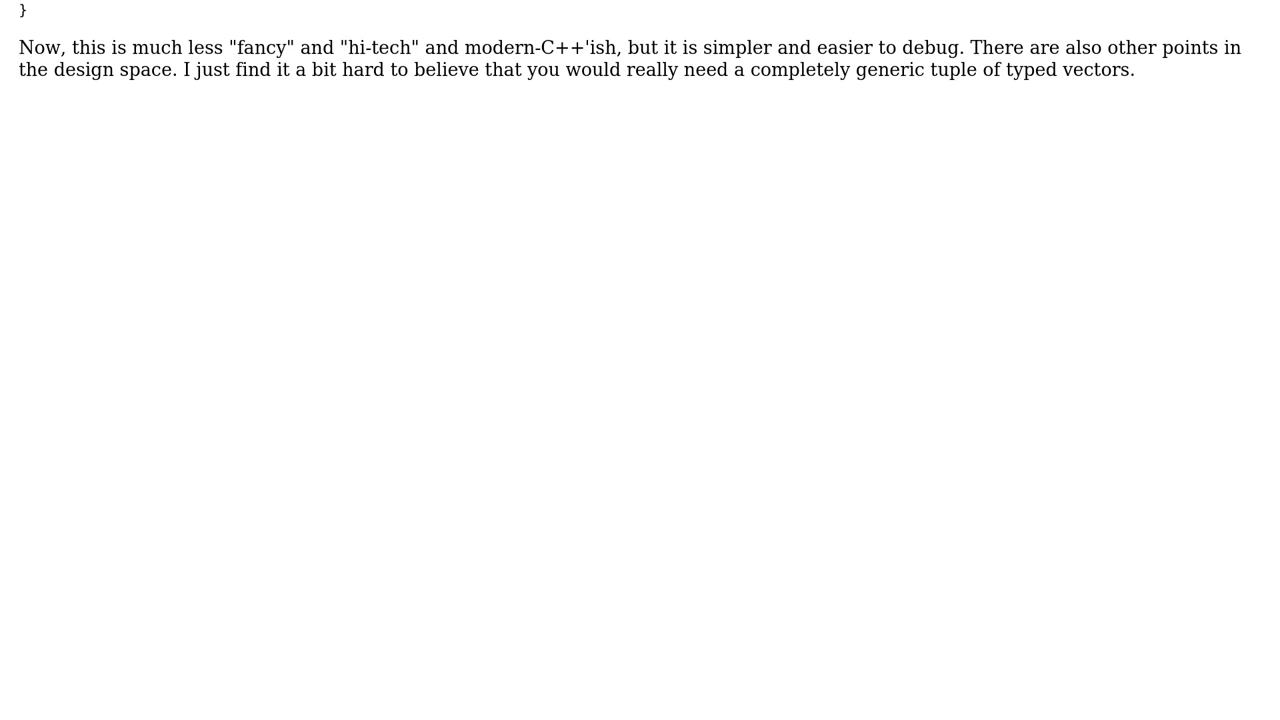 }
Now, this is much less "fancy" and "hi-tech" and modern-C++'ish, but it is simpler and easier to debug. There are also other points in
the design space. I just find it a bit hard to believe that you would really need a completely generic tuple of typed vectors.